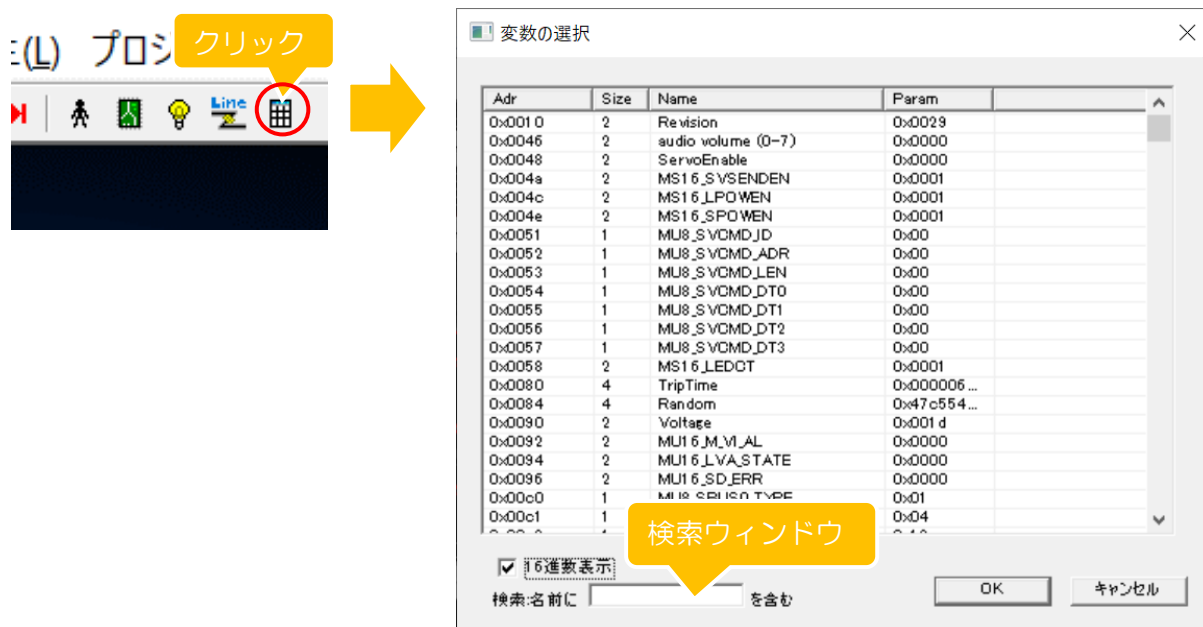 (L) プロジ
クリック
Line
変数の選択
Adr Size Name Param
0x0010 2 Revision 0x0029
0x0046 2 audio volume (0-7) 0x0000
0x0048 2 ServoEnable 0x0000
0x004a 2 MS16_SVSENDEN 0x0001
0x004c 2 MS16_LPOWEN 0x0001
0x004e 2 MS16_SPOWEN 0x0001
0x0051 1 MU8_SVCMD_ID 0x00
0x0052 1 MU8_SVCMD_ADR 0x00
0x0053 1 MU8_SVCMD_LEN 0x00
0x0054 1 MU8_SVCMD_DT0 0x00
0x0055 1 MU8_SVCMD_DT1 0x00
0x0056 1 MU8_SVCMD_DT2 0x00
0x0057 1 MU8_SVCMD_DT3 0x00
0x0058 2 MS16_LEDCT 0x0001
0x0080 4 TripTime 0x000006...
0x0084 4 Random 0x47c554...
0x0090 2 Voltage 0x001d
0x0092 2 MU16_M_VI_AL 0x0000
0x0094 2 MU16_LVA_STATE 0x0000
0x0096 2 MU16_SD_ERR 0x0000
0x00c0 1 MU8_SBUS0_TYPE 0x01
0x00c1 1 0x04
検索ウィンドウ
16進数表示
検索:名前に を含む
OK キャンセル